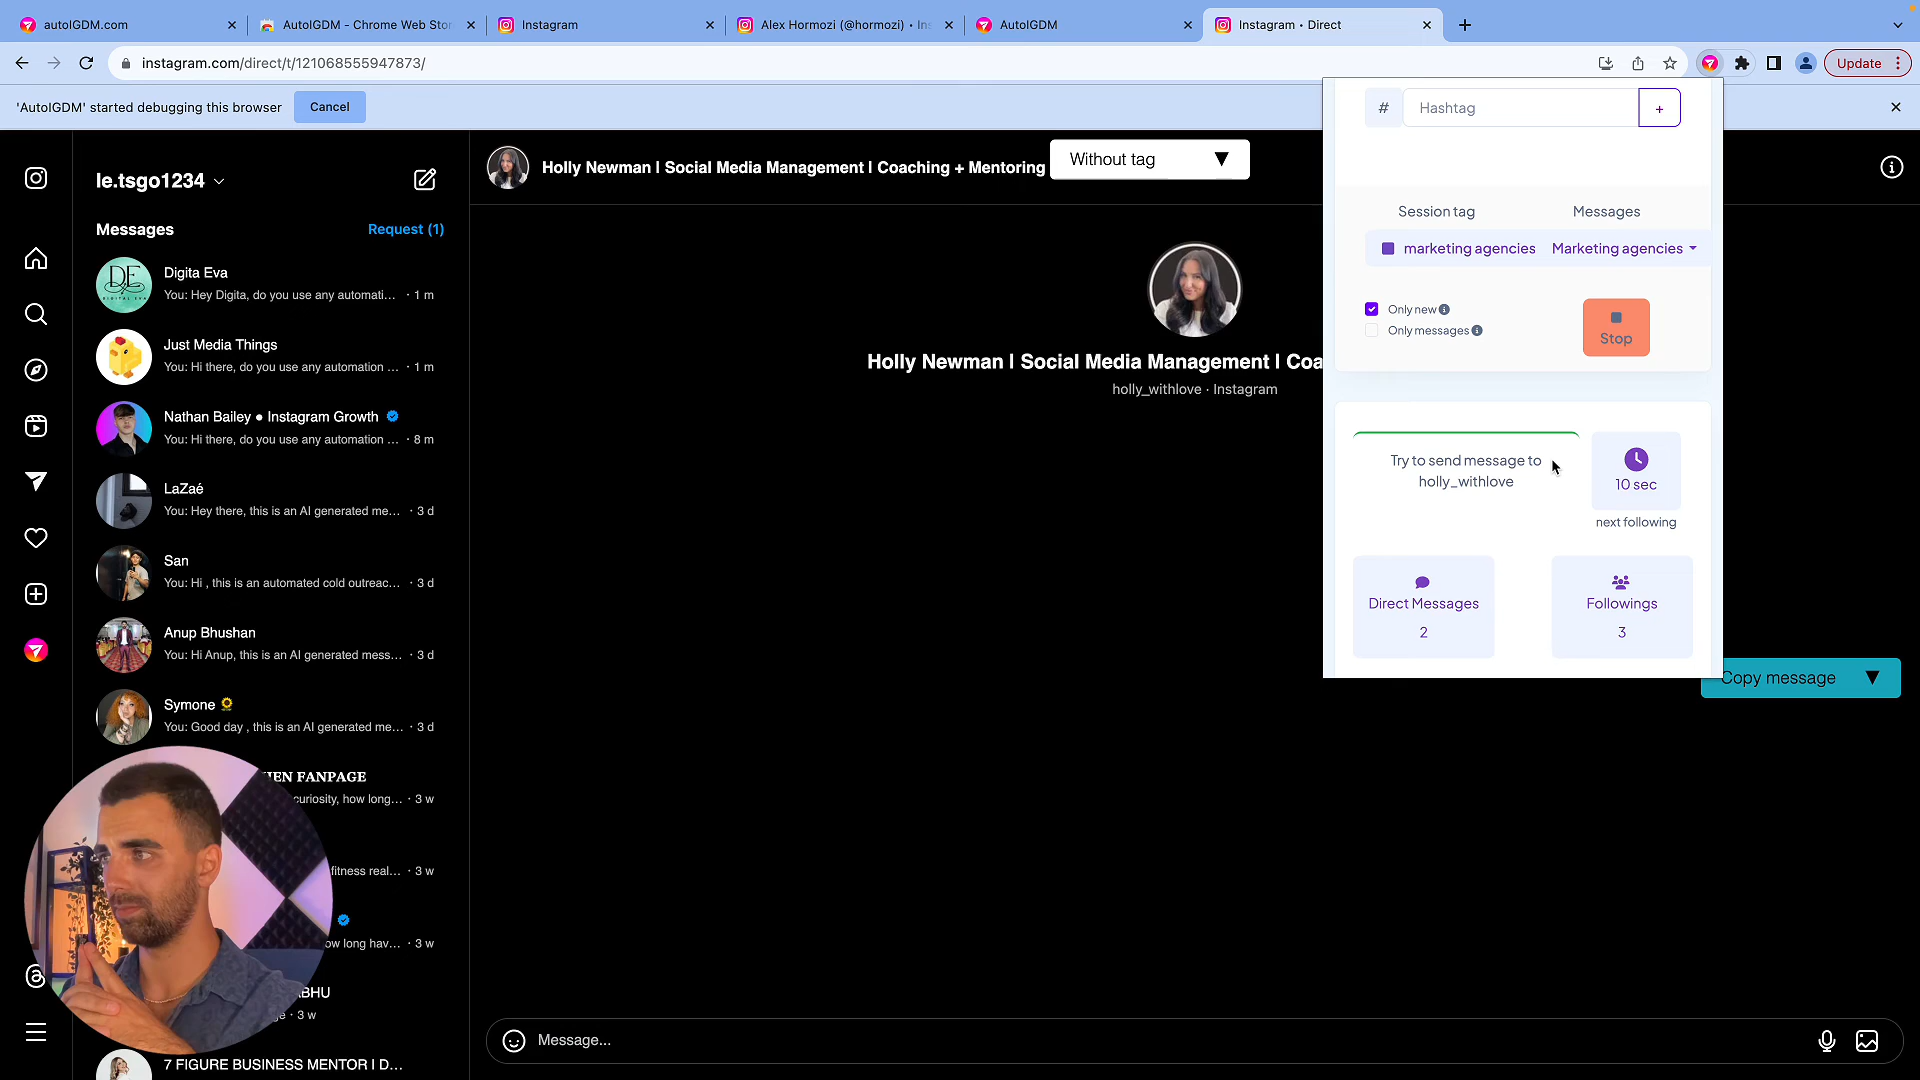 autoIGDM.com
AutoIGDM - Chrome Web Stor
Instagram
Alex Hormozi (@hormozi) • Ins
AutoIGDM
Instagram • Direct
instagram.com/direct/t/121068555947873/
Update
'AutoIGDM' started debugging this browser
Cancel
le.tsgo1234
Messages
Request (1)
Digita Eva
You: Hey Digita, do you use any automati... · 1 m
Just Media Things
You: Hi there, do you use any automation ... · 1 m
Nathan Bailey ● Instagram Growth
You: Hi there, do you use any automation ... · 8 m
LaZaé
You: Hey there, this is an AI generated me... · 3 d
San
You: Hi , this is an automated cold outreac... · 3 d
Anup Bhushan
You: Hi Anup, this is an AI generated mess... · 3 d
Symone
You: Good day , this is an AI generated me... · 3 d
FANPAGE
curiosity, how long... · 3 w
fitness real... · 3 w
ow long hav... · 3 w
BHU
ge · 3 w
7 FIGURE BUSINESS MENTOR I D...
Holly Newman I Social Media Management I Coaching + Mentoring
Without tag ▼
Holly Newman I Social Media Management I Coa
holly_withlove · Instagram
# Hashtag +
Session tag
Messages
marketing agencies
Marketing agencies
Only new
Only messages
Stop
Try to send message to
holly_withlove
10 sec
next following
Direct Messages
2
Followings
3
Copy message ▼
Message...